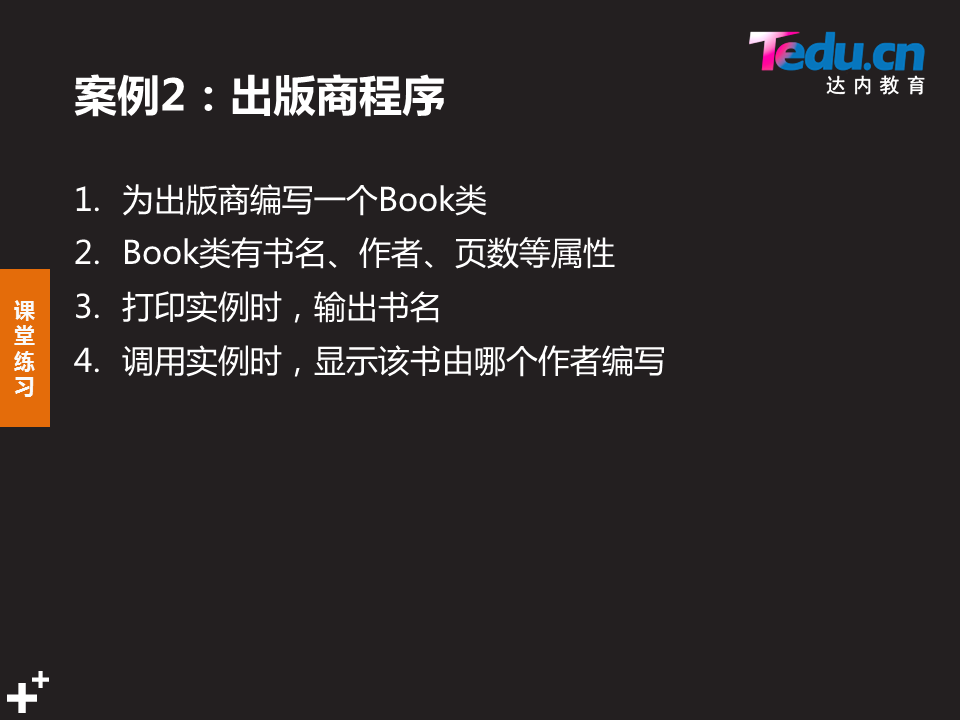 Tedu.cn
达内教育
案例2：出版商程序
1. 为出版商编写一个Book类
2. Book类有书名、作者、页数等属性
3. 打印实例时，输出书名
4. 调用实例时，显示该书由哪个作者编写
课
堂
练
习